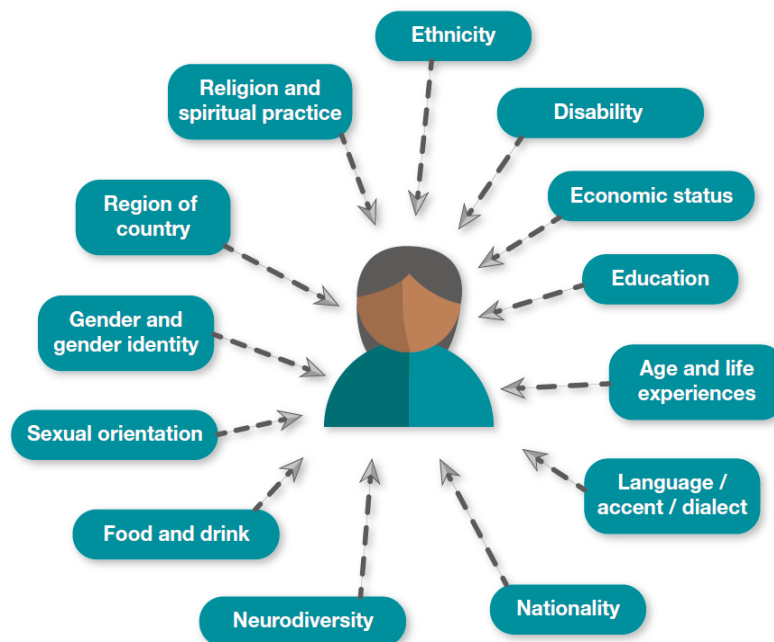 Ethnicity
Religion and
spiritual practice
Disability
Economic status
Region of
country
Education
Gender and
gender identity
Age and life
experiences
Sexual orientation
Language /
accent / dialect
Food and drink
Neurodiversity
Nationality